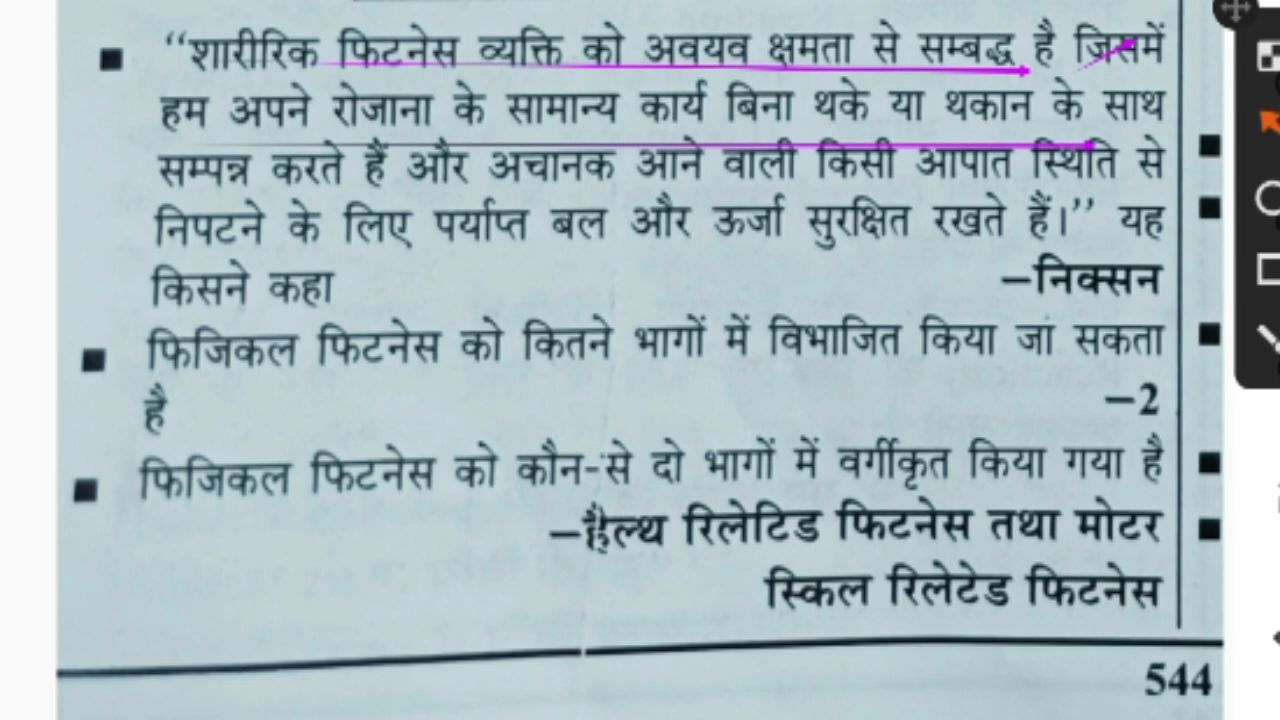 ■ “शारीरिक फिटनेस व्यक्ति को अवयव क्षमता से सम्बद्ध है जिसमें
हम अपने रोजाना के सामान्य कार्य बिना थके या थकान के साथ
सम्पन्न करते हैं और अचानक आने वाली किसी आपात स्थिति से
निपटने के लिए पर्याप्त बल और ऊर्जा सुरक्षित रखते हैं।” यह
किसने कहा –निक्सन
■ फिजिकल फिटनेस को कितने भागों में विभाजित किया जा सकता
है –2
■ फिजिकल फिटनेस को कौन-से दो भागों में वर्गीकृत किया गया है
–हैल्थ रिलेटिड फिटनेस तथा मोटर
स्किल रिलेटेड फिटनेस
544